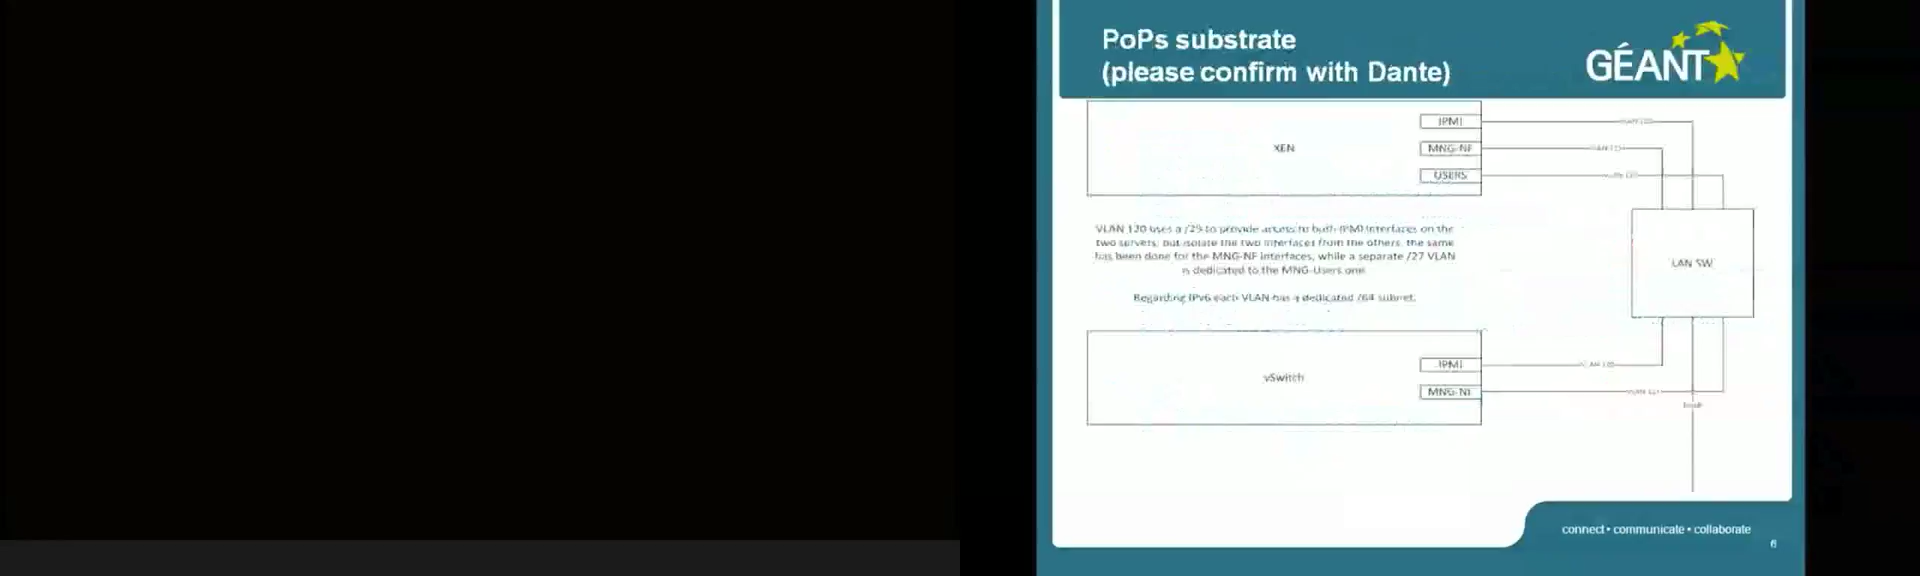 PoPs substrate
(please confirm with Dante)
GÉANT
IPMI
XEN
MNG-NF
USERS
VLAN 120 uses a /29 to provide access to both IPMI interfaces on the
two servers, but isolate the two interfaces from the others, the same
has been done for the MNG-NF interfaces, while a separate /27 VLAN
is dedicated to the MNG-Users one
Regarding IPv6 each VLAN has a dedicated /64 subnet.
LAN SW
IPMI
vSwitch
MNG-NF
VLAN 120
connect • communicate • collaborate
6